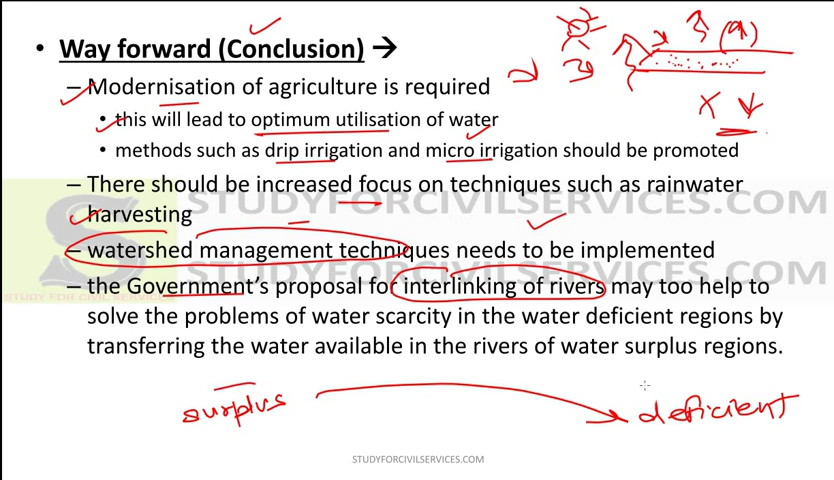 • Way forward (Conclusion) →
– Modernisation of agriculture is required
• this will lead to optimum utilisation of water
• methods such as drip irrigation and micro irrigation should be promoted
– There should be increased focus on techniques such as rainwater
harvesting
– watershed management techniques needs to be implemented
– the Government's proposal for interlinking of rivers may too help to
solve the problems of water scarcity in the water deficient regions by
transferring the water available in the rivers of water surplus regions.
surplus deficient
STUDYFORCIVILSERVICES.COM
STUDYFORCIVILSERVICES.COM
STUDY FOR CIVIL SERVICES
STUDYFORCIVILSERVICES.COM